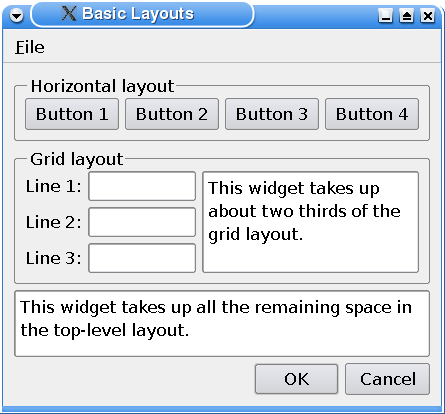 Basic Layouts
File
Horizontal layout
Button 1 Button 2 Button 3 Button 4
Grid layout
Line 1:
Line 2:
Line 3:
This widget takes up
about two thirds of the
grid layout.
This widget takes up all the remaining space in
the top-level layout.
OK Cancel